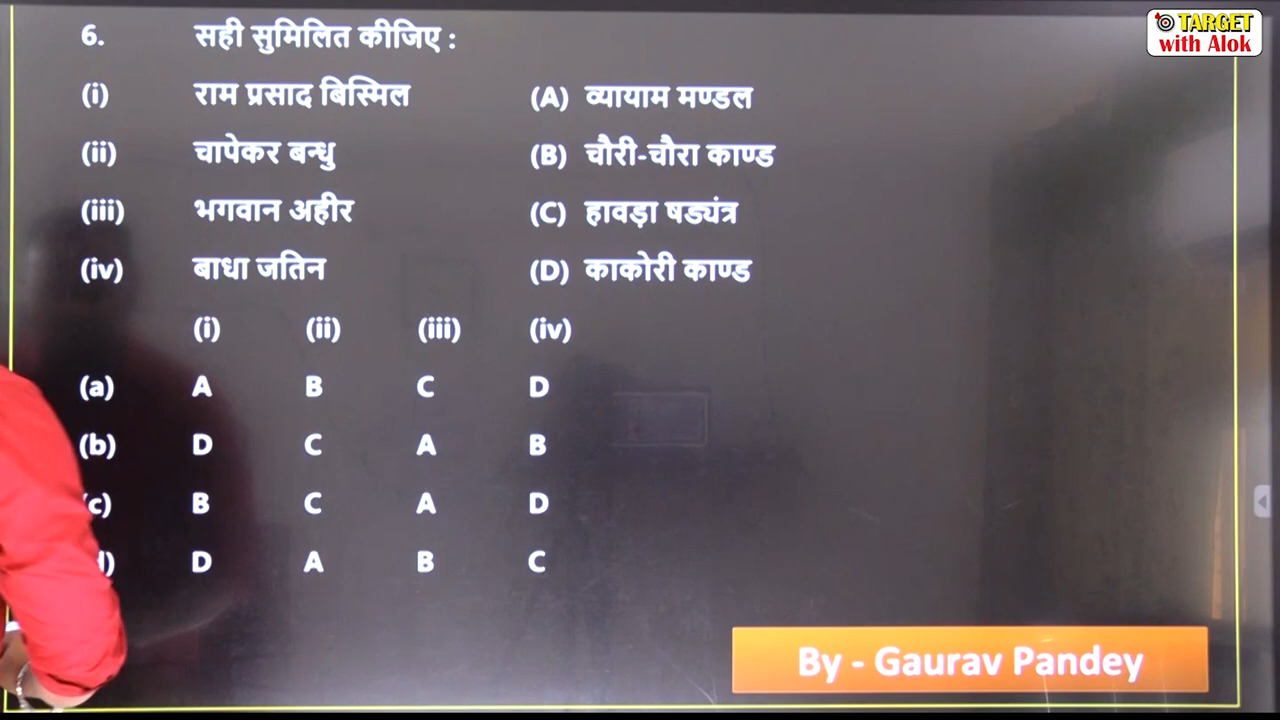 TARGET
with Alok
6. सही सुमिलित कीजिए :
(i) राम प्रसाद बिस्मिल (A) व्यायाम मण्डल
(ii) चापेकर बन्धु (B) चौरी-चौरा काण्ड
(iii) भगवान अहीर (C) हावड़ा षड्यंत्र
(iv) बाधा जतिन (D) काकोरी काण्ड
(i) (ii) (iii) (iv)
(a) A B C D
(b) D C A B
c) B C A D
) D A B C
By - Gaurav Pandey